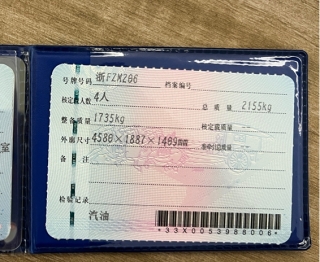 号牌号码 浙FZM206 档案编号
核定载人数 4人 总质量 2155kg
整备质量 1735kg 核定载质量 --
外廓尺寸 4580×1887×1409mm 准牵引总质量 --
备注
检验记录
汽油
*33X0053988006*
室